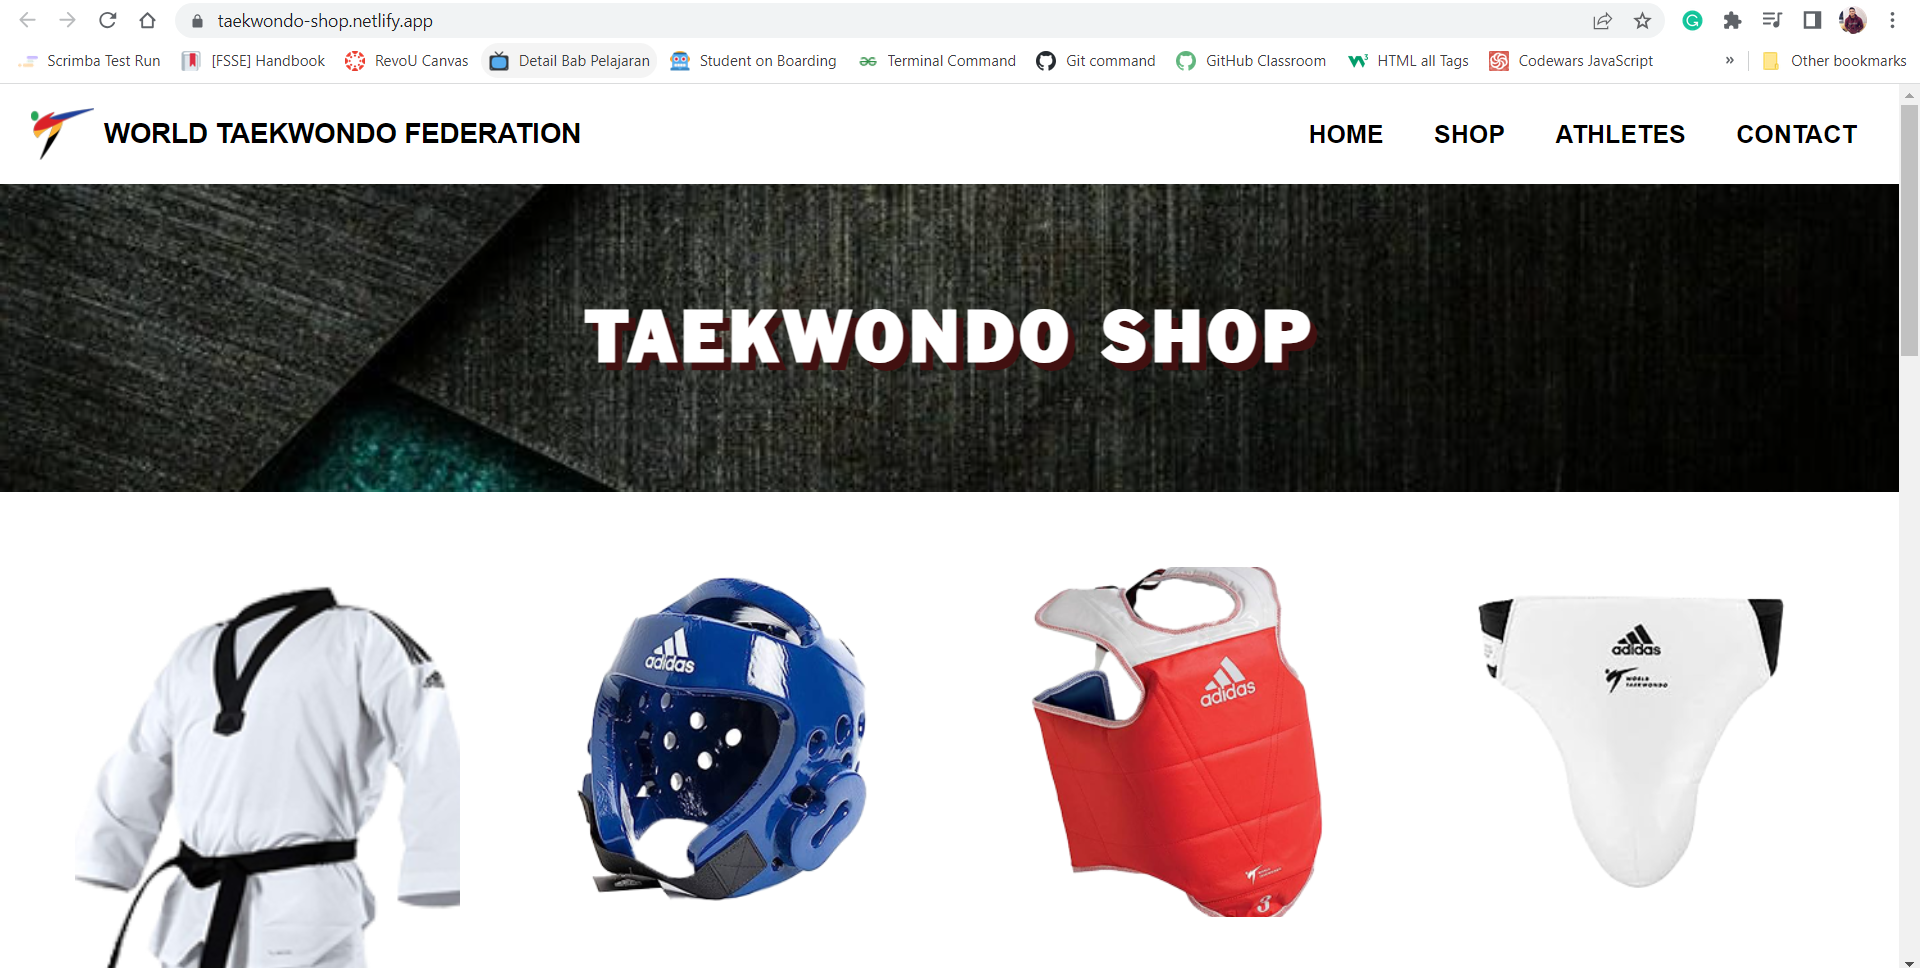 taekwondo-shop.netlify.app
Scrimba Test Run [FSSE] Handbook RevoU Canvas Detail Bab Pelajaran Student on Boarding Terminal Command Git command GitHub Classroom HTML all Tags Codewars JavaScript » Other bookmarks
WORLD TAEKWONDO FEDERATION HOME SHOP ATHLETES CONTACT
TAEKWONDO SHOP
adidas
adidas
adidas
WORLD
TAEKWONDO
3